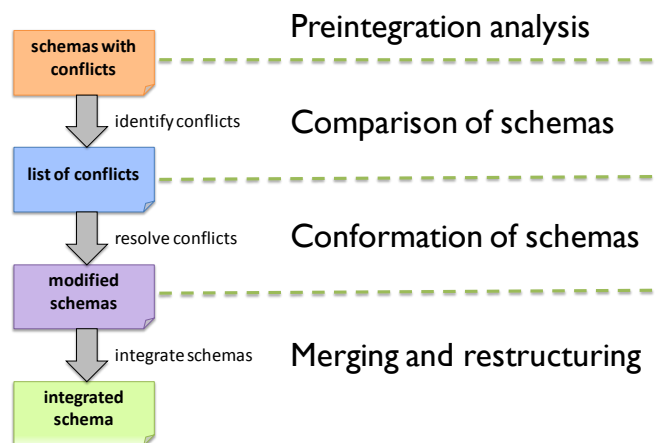 Preintegration analysis
schemas with
conflicts
identify conflicts
Comparison of schemas
list of conflicts
resolve conflicts
Conformation of schemas
modified
schemas
integrate schemas
Merging and restructuring
integrated
schema